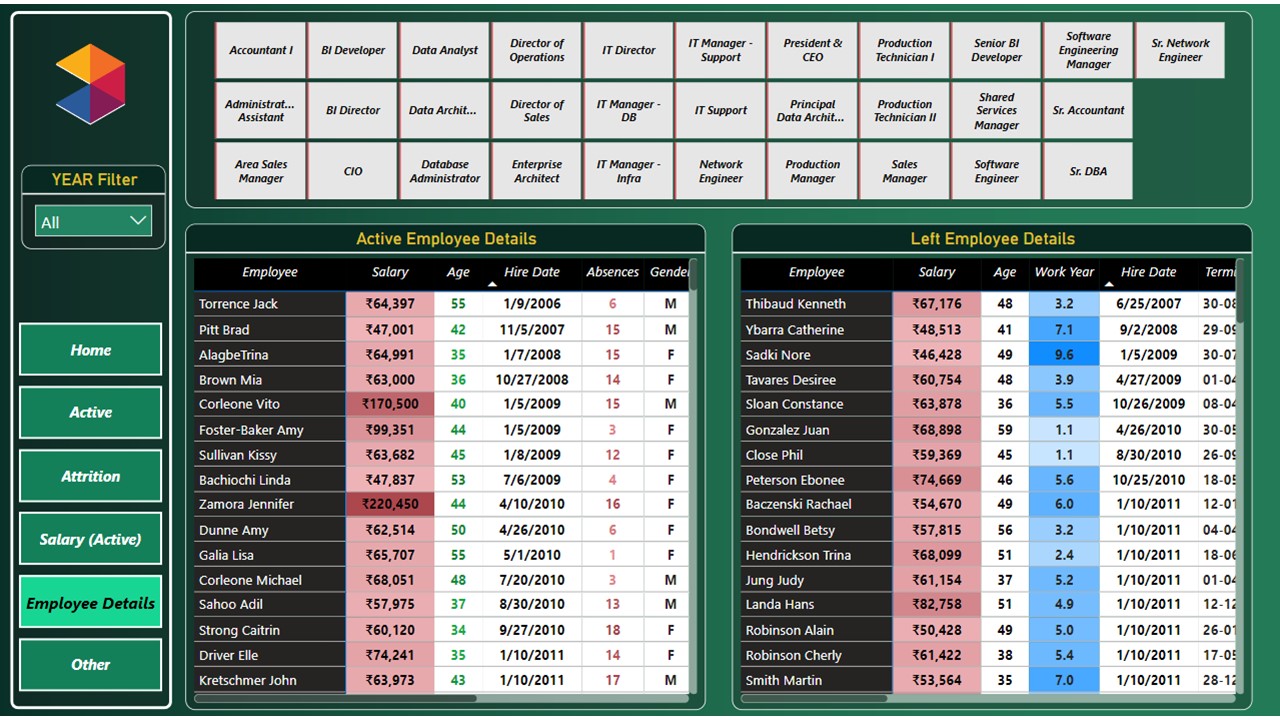 Accountant I
BI Developer
Data Analyst
Director of
Operations
IT Director
IT Manager -
Support
President &
CEO
Production
Technician I
Senior BI
Developer
Software
Engineering
Manager
Sr. Network
Engineer
Administrat...
Assistant
BI Director
Data Archit...
Director of
Sales
IT Manager -
DB
IT Support
Principal
Data Archit...
Production
Technician II
Shared
Services
Manager
Sr. Accountant
Area Sales
Manager
CIO
Database
Administrator
Enterprise
Architect
IT Manager -
Infra
Network
Engineer
Production
Manager
Sales
Manager
Software
Engineer
Sr. DBA
YEAR Filter
All
Home
Active
Attrition
Salary (Active)
Employee Details
Other
Active Employee Details
Employee Salary Age Hire Date Absences Gender
Torrence Jack ₹64,397 55 1/9/2006 6 M
Pitt Brad ₹47,001 42 11/5/2007 15 M
AlagbeTrina ₹64,991 35 1/7/2008 15 F
Brown Mia ₹63,000 36 10/27/2008 14 F
Corleone Vito ₹170,500 40 1/5/2009 15 M
Foster-Baker Amy ₹99,351 44 1/5/2009 3 F
Sullivan Kissy ₹63,682 45 1/8/2009 12 F
Bachiochi Linda ₹47,837 53 7/6/2009 4 F
Zamora Jennifer ₹220,450 44 4/10/2010 16 F
Dunne Amy ₹62,514 50 4/26/2010 6 F
Galia Lisa ₹65,707 55 5/1/2010 1 F
Corleone Michael ₹68,051 48 7/20/2010 3 M
Sahoo Adil ₹57,975 37 8/30/2010 13 M
Strong Caitrin ₹60,120 34 9/27/2010 18 F
Driver Elle ₹74,241 35 1/10/2011 14 F
Kretschmer John ₹63,973 43 1/10/2011 17 M
Left Employee Details
Employee Salary Age Work Year Hire Date Termi
Thibaud Kenneth ₹67,176 48 3.2 6/25/2007 30-08
Ybarra Catherine ₹48,513 41 7.1 9/2/2008 29-09
Sadki Nore ₹46,428 49 9.6 1/5/2009 30-07
Tavares Desiree ₹60,754 48 3.9 4/27/2009 01-04
Sloan Constance ₹63,878 36 5.5 10/26/2009 08-04
Gonzalez Juan ₹68,898 59 1.1 4/26/2010 30-05
Close Phil ₹59,369 45 1.1 8/30/2010 26-09
Peterson Ebonee ₹74,669 46 5.6 10/25/2010 18-05
Baczenski Rachael ₹54,670 49 6.0 1/10/2011 12-01
Bondwell Betsy ₹57,815 56 3.2 1/10/2011 04-04
Hendrickson Trina ₹68,099 51 2.4 1/10/2011 18-06
Jung Judy ₹61,154 37 5.2 1/10/2011 01-04
Landa Hans ₹82,758 51 4.9 1/10/2011 12-12
Robinson Alain ₹50,428 49 5.0 1/10/2011 26-01
Robinson Cherly ₹61,422 38 5.4 1/10/2011 17-05
Smith Martin ₹53,564 35 7.0 1/10/2011 28-12